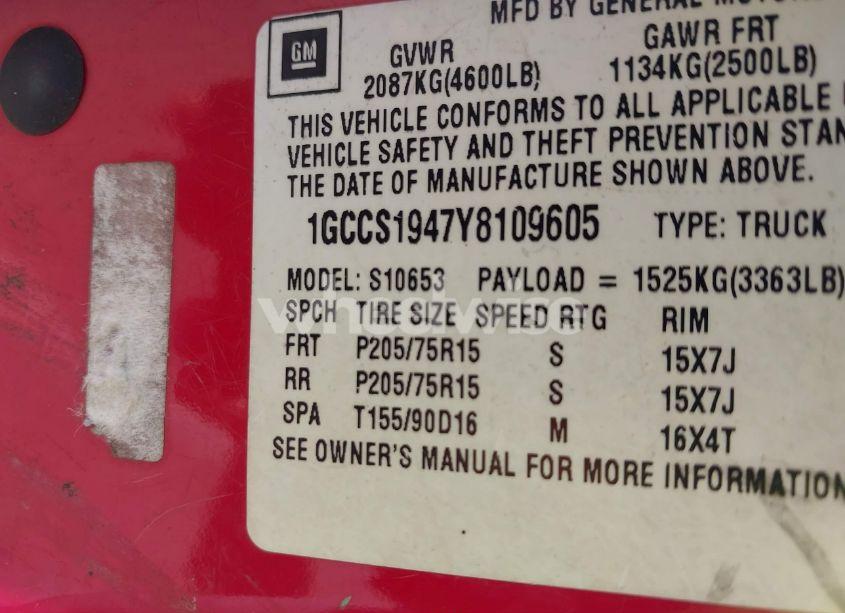 MFD BY GENERAL MOTORS
GM
GVWR
GAWR FRT
2087KG(4600LB)
1134KG(2500LB)
THIS VEHICLE CONFORMS TO ALL APPLICABLE
VEHICLE SAFETY AND THEFT PREVENTION STAN
THE DATE OF MANUFACTURE SHOWN ABOVE.
1GCCS1947Y8109605 TYPE: TRUCK
MODEL: S10653 PAYLOAD = 1525KG(3363LB)
SPCH TIRE SIZE SPEED RTG RIM
FRT P205/75R15 S 15X7J
RR P205/75R15 S 15X7J
SPA T155/90D16 M 16X4T
SEE OWNER'S MANUAL FOR MORE INFORMATION